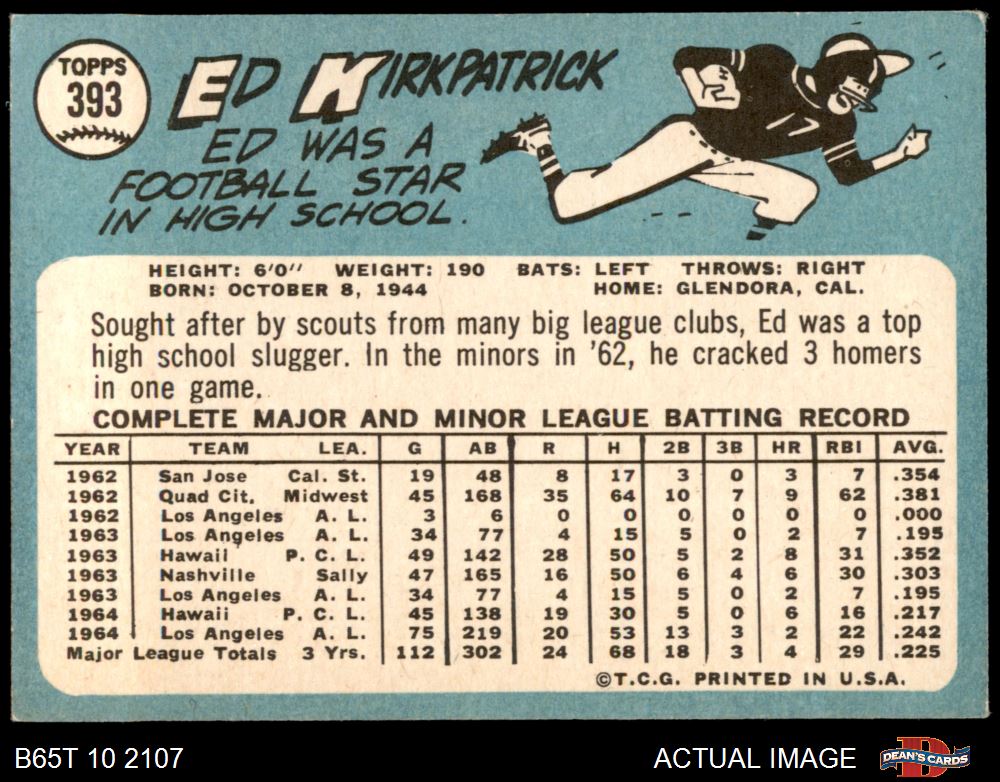 TOPPS
393
ED KIRKPATRICK
ED WAS A
FOOTBALL STAR
IN HIGH SCHOOL.
17
HEIGHT: 6'0" WEIGHT: 190 BATS: LEFT THROWS: RIGHT
BORN: OCTOBER 8, 1944 HOME: GLENDORA, CAL.
Sought after by scouts from many big league clubs, Ed was a top
high school slugger. In the minors in '62, he cracked 3 homers
in one game.
COMPLETE MAJOR AND MINOR LEAGUE BATTING RECORD
YEAR TEAM LEA. G AB R H 2B 3B HR RBI AVG.
1962 San Jose Cal. St. 19 48 8 17 3 0 3 7 .354
1962 Quad Cit. Midwest 45 168 35 64 10 7 9 62 .381
1962 Los Angeles A. L. 3 6 0 0 0 0 0 0 .000
1963 Los Angeles A. L. 34 77 4 15 5 0 2 7 .195
1963 Hawaii P. C. L. 49 142 28 50 5 2 8 31 .352
1963 Nashville Sally 47 165 16 50 6 4 6 30 .303
1963 Los Angeles A. L. 34 77 4 15 5 0 2 7 .195
1964 Hawaii P. C. L. 45 138 19 30 5 0 6 16 .217
1964 Los Angeles A. L. 75 219 20 53 13 3 2 22 .242
Major League Totals 3 Yrs. 112 302 24 68 18 3 4 29 .225
©T.C.G. PRINTED IN U.S.A.
B65T 10 2107 ACTUAL IMAGE DEAN'S CARDS